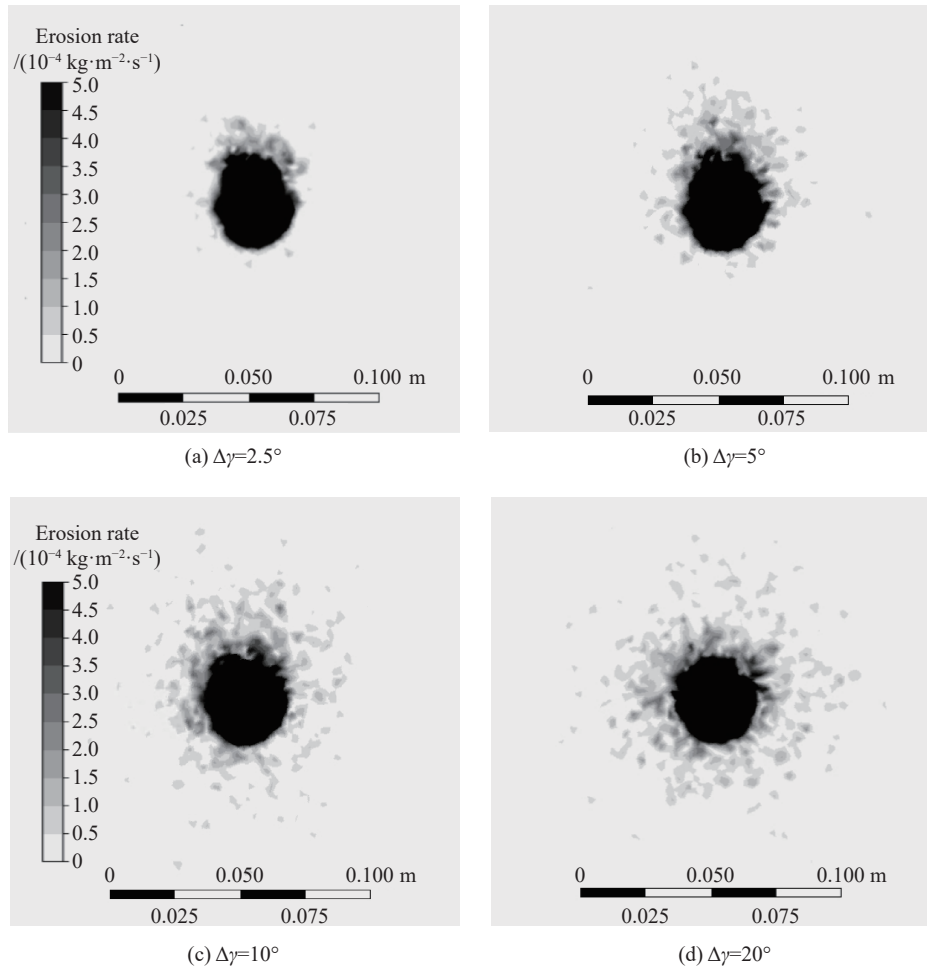 Erosion rate
/(10⁻⁴ kg·m⁻²·s⁻¹)
5.0
4.5
4.0
3.5
3.0
2.5
2.0
1.5
1.0
0.5
0
0 0.050 0.100 m
0.025 0.075
(a) Δγ=2.5°
0 0.050 0.100 m
0.025 0.075
(b) Δγ=5°
Erosion rate
/(10⁻⁴ kg·m⁻²·s⁻¹)
5.0
4.5
4.0
3.5
3.0
2.5
2.0
1.5
1.0
0.5
0
0 0.050 0.100 m
0.025 0.075
(c) Δγ=10°
0 0.050 0.100 m
0.025 0.075
(d) Δγ=20°